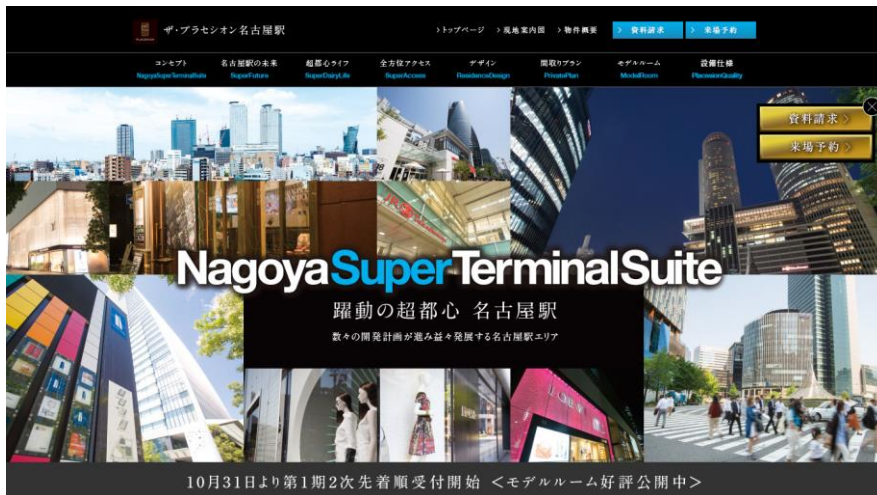 ザ・プラセシオン名古屋駅
›トップページ ›現地案内図 ›物件概要 › 資料請求 › 来場予約
コンセプト 名古屋駅の未来 超都心ライフ 全方位アクセス デザイン 間取りプラン モデルルーム 設備仕様
NagoyaSuperTerminalSuite SuperFuture SuperDairyLife SuperAccess ResidenceDesign PrivatePlan ModelRoom PlacesionQuality
資料請求 ›
来場予約 ›
NagoyaSuperTerminalSuite
躍動の超都心 名古屋駅
数々の開発計画が進み益々発展する名古屋駅エリア
10月31日より第1期2次先着順受付開始 <モデルルーム好評公開中>